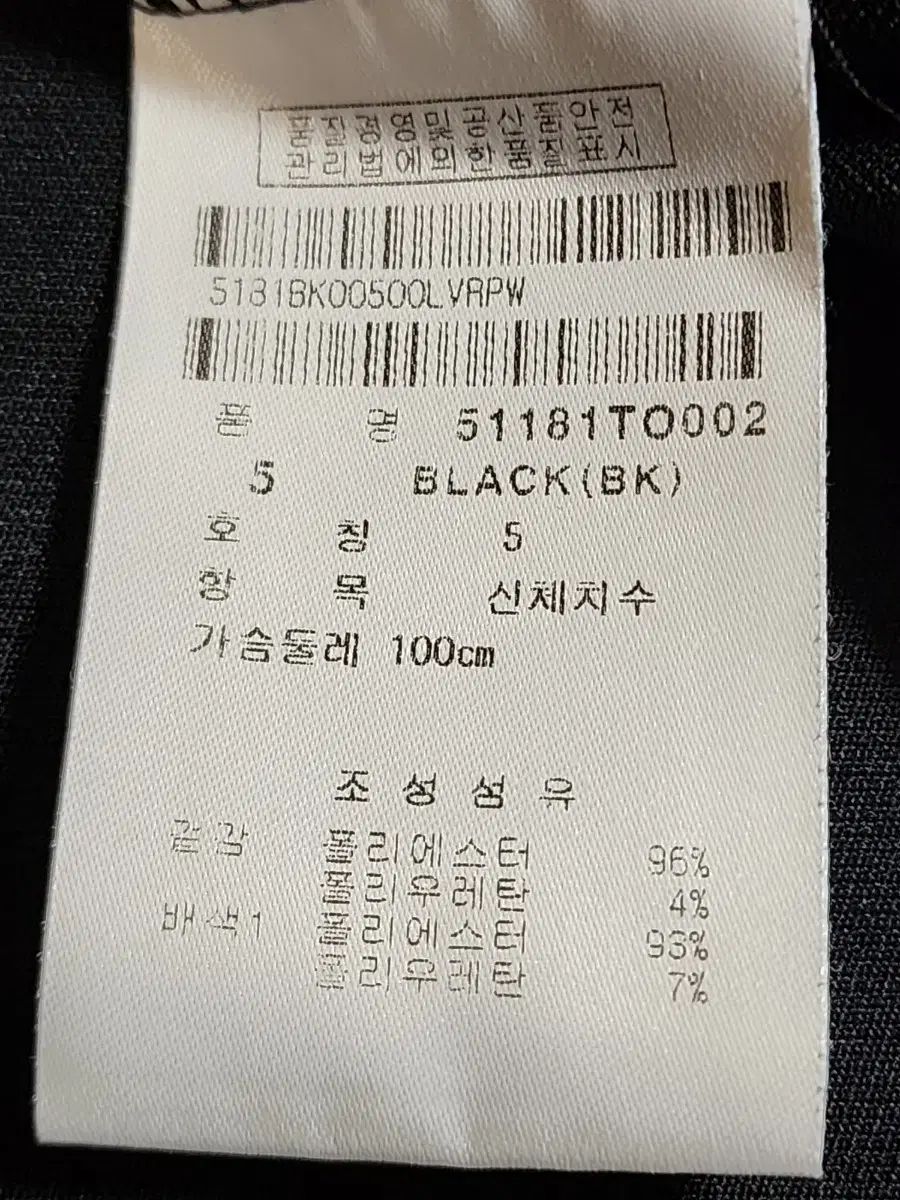 품질경영및공산품안전
관리법에의한품질표시
5181BK00500LVRPW
품 명 51181TO002
5 BLACK(BK)
호 칭 5
항 목 신체치수
가슴둘레 100cm
조성섬유
겉감 폴리에스터 96%
폴리우레탄 4%
배색1 폴리에스터 93%
폴리우레탄 7%